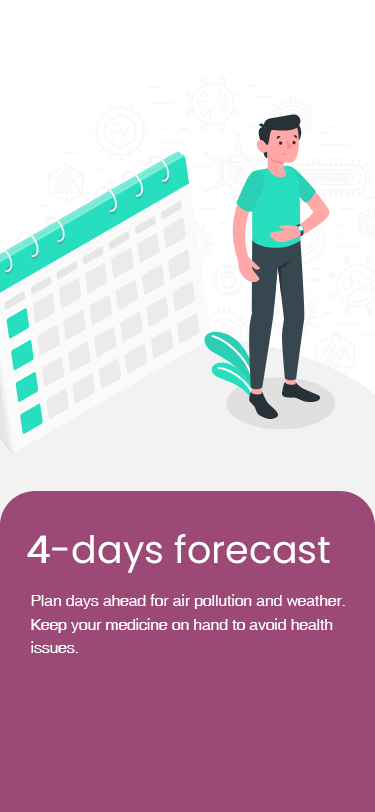 4-days forecast
Plan days ahead for air pollution and weather.
Keep your medicine on hand to avoid health
issues.